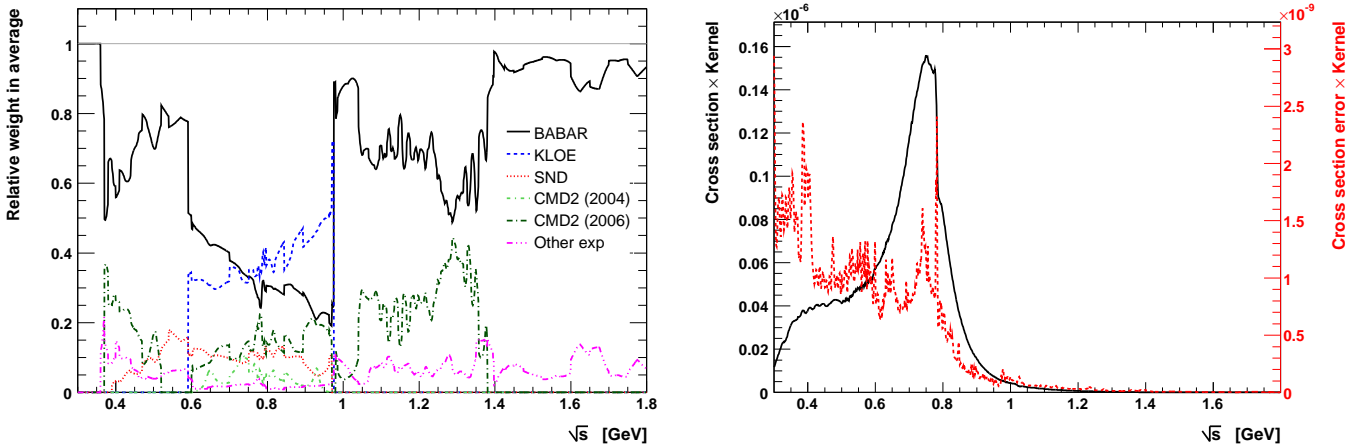 Relative weight in average
1
0.8
0.6
0.4
0.2
0
BABAR
KLOE
SND
CMD2 (2004)
CMD2 (2006)
Other exp
0.4 0.6 0.8 1 1.2 1.4 1.6 1.8
√s [GeV]
×10⁻⁶
×10⁻⁹
Cross section × Kernel
0.16
0.14
0.12
0.1
0.08
0.06
0.04
0.02
0
3
2.5
2
1.5
1
0.5
0
Cross section error × Kernel
0.4 0.6 0.8 1 1.2 1.4 1.6
√s [GeV]